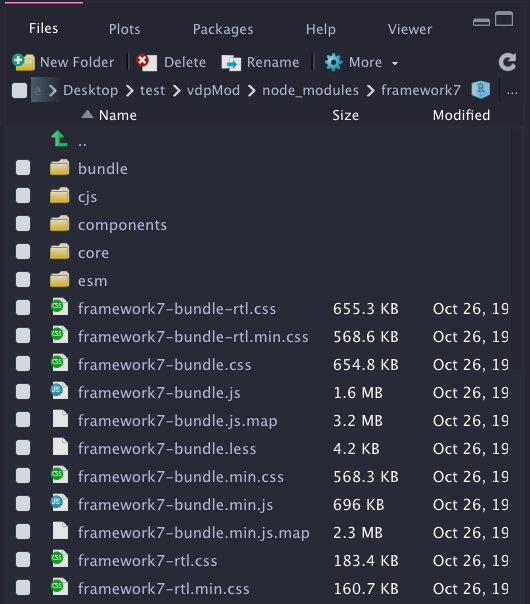 Files Plots Packages Help Viewer
New Folder Delete Rename More
e Desktop test vdpMod node_modules framework7 R ...
Name Size Modified
..
bundle
cjs
components
core
esm
framework7-bundle-rtl.css 655.3 KB Oct 26, 19
framework7-bundle-rtl.min.css 568.6 KB Oct 26, 19
framework7-bundle.css 654.8 KB Oct 26, 19
framework7-bundle.js 1.6 MB Oct 26, 19
framework7-bundle.js.map 3.2 MB Oct 26, 19
framework7-bundle.less 4.2 KB Oct 26, 19
framework7-bundle.min.css 568.3 KB Oct 26, 19
framework7-bundle.min.js 696 KB Oct 26, 19
framework7-bundle.min.js.map 2.3 MB Oct 26, 19
framework7-rtl.css 183.4 KB Oct 26, 19
framework7-rtl.min.css 160.7 KB Oct 26, 19